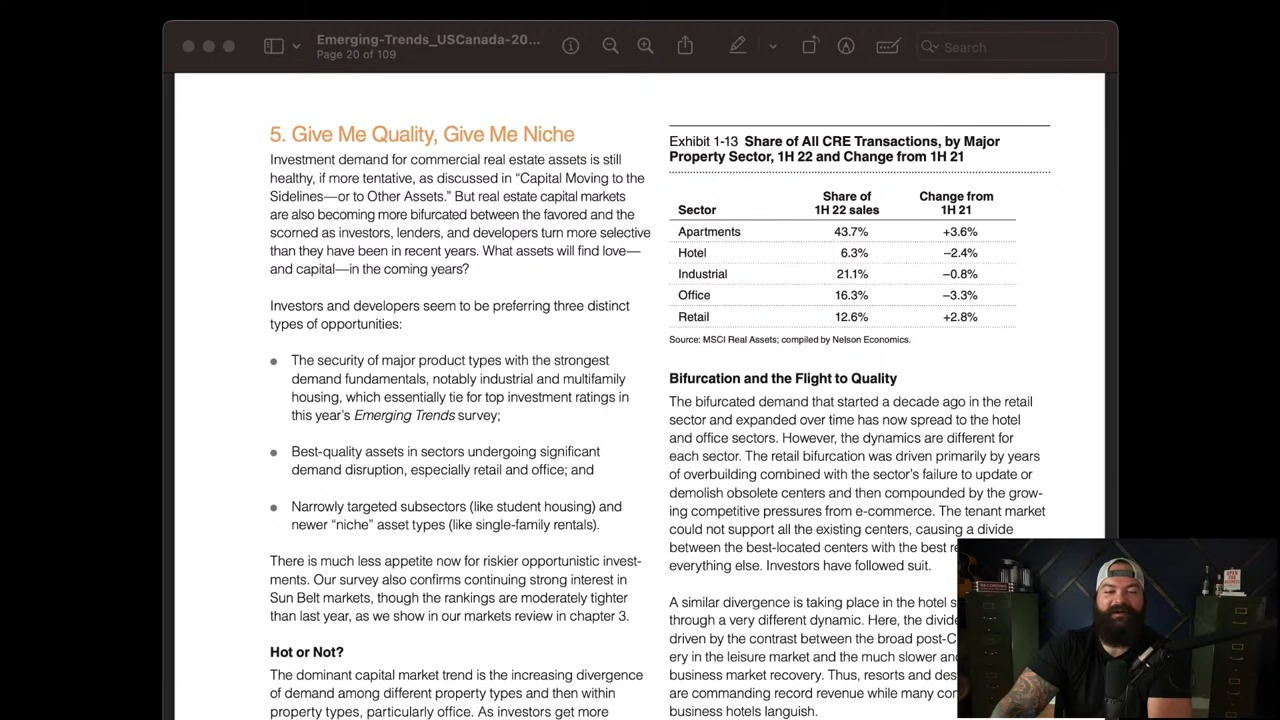 Emerging-Trends_USCanada-20...
Page 20 of 109
Search
5. Give Me Quality, Give Me Niche
Investment demand for commercial real estate assets is still
healthy, if more tentative, as discussed in “Capital Moving to the
Sidelines—or to Other Assets.” But real estate capital markets
are also becoming more bifurcated between the favored and the
scorned as investors, lenders, and developers turn more selective
than they have been in recent years. What assets will find love—
and capital—in the coming years?
Investors and developers seem to be preferring three distinct
types of opportunities:
● The security of major product types with the strongest
demand fundamentals, notably industrial and multifamily
housing, which essentially tie for top investment ratings in
this year’s Emerging Trends survey;
● Best-quality assets in sectors undergoing significant
demand disruption, especially retail and office; and
● Narrowly targeted subsectors (like student housing) and
newer “niche” asset types (like single-family rentals).
There is much less appetite now for riskier opportunistic invest-
ments. Our survey also confirms continuing strong interest in
Sun Belt markets, though the rankings are moderately tighter
than last year, as we show in our markets review in chapter 3.
Hot or Not?
The dominant capital market trend is the increasing divergence
of demand among different property types and then within
property types, particularly office. As investors get more
Exhibit 1-13 Share of All CRE Transactions, by Major
Property Sector, 1H 22 and Change from 1H 21
Share of Change from
Sector 1H 22 sales 1H 21
Apartments 43.7% +3.6%
Hotel 6.3% −2.4%
Industrial 21.1% −0.8%
Office 16.3% −3.3%
Retail 12.6% +2.8%
Source: MSCI Real Assets; compiled by Nelson Economics.
Bifurcation and the Flight to Quality
The bifurcated demand that started a decade ago in the retail
sector and expanded over time has now spread to the hotel
and office sectors. However, the dynamics are different for
each sector. The retail bifurcation was driven primarily by years
of overbuilding combined with the sector’s failure to update or
demolish obsolete centers and then compounded by the grow-
ing competitive pressures from e-commerce. The tenant market
could not support all the existing centers, causing a divide
between the best-located centers with the best
everything else. Investors have followed suit.
A similar divergence is taking place in the hotel
through a very different dynamic. Here, the
driven by the contrast between the broad
ery in the leisure market and the much slower
business market recovery. Thus, resorts and
are commanding record revenue while many
business hotels languish.